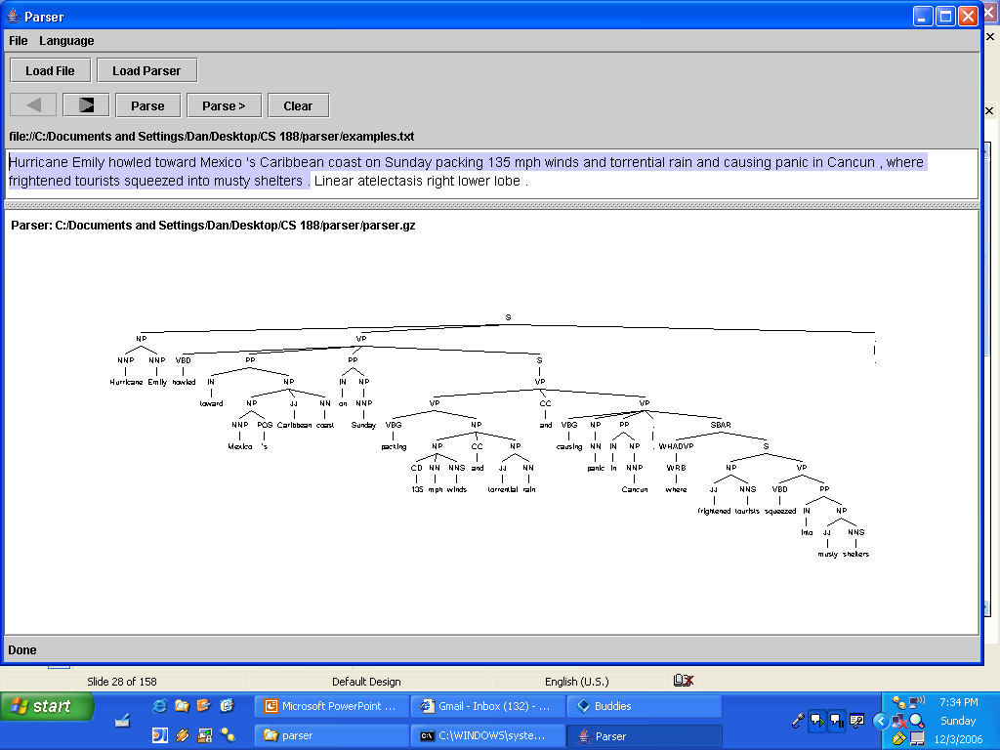 Parser
File Language
Load File Load Parser
Parse Parse > Clear
file://C:/Documents and Settings/Dan/Desktop/CS 188/parser/examples.txt
Hurricane Emily howled toward Mexico 's Caribbean coast on Sunday packing 135 mph winds and torrential rain and causing panic in Cancun , where
frightened tourists squeezed into musty shelters . Linear atelectasis right lower lobe .
Parser: C:/Documents and Settings/Dan/Desktop/CS 188/parser/parser.gz
S
NP VP .
NNP NNP VBD PP PP S .
Hurricane Emily howled IN NP IN NP VP
toward NP JJ NN on NNP VP CC VP
NNP POS Caribbean coast Sunday VBG NP and VBG NP PP , SBAR
Mexico 's packing NP CC NP causing NN IN NP , WHADVP S
CD NN NNS and JJ NN panic in NNP WRB NP VP
135 mph winds torrential rain Cancun where JJ NNS VBD PP
frightened tourists squeezed IN NP
into JJ NNS
musty shelters
Done
Slide 28 of 158 Default Design English (U.S.)
start Microsoft PowerPoint ... Gmail - Inbox (132) - ... Buddies 7:34 PM
Sunday
parser C:\WINDOWS\syste... Parser 12/3/2006